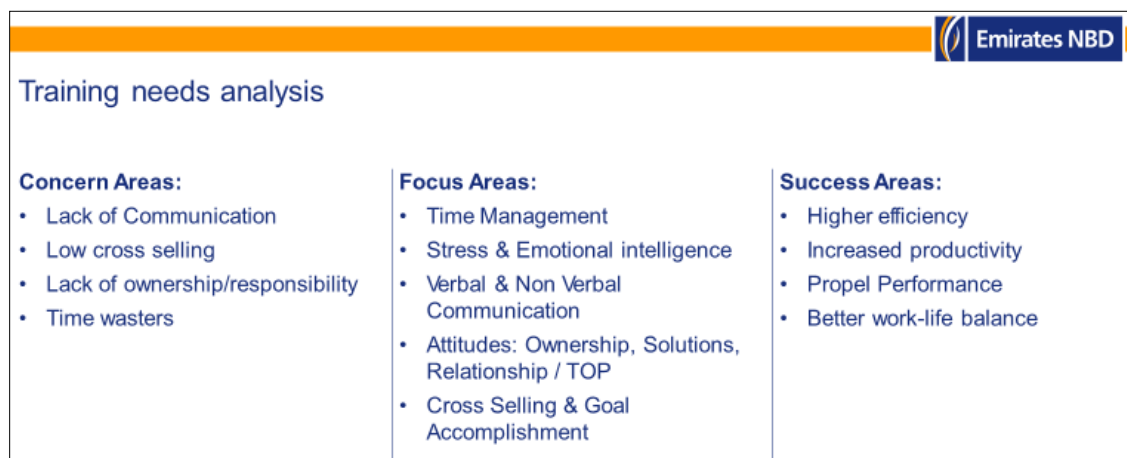 Emirates NBD
Training needs analysis
Concern Areas:
• Lack of Communication
• Low cross selling
• Lack of ownership/responsibility
• Time wasters
Focus Areas:
• Time Management
• Stress & Emotional intelligence
• Verbal & Non Verbal
Communication
• Attitudes: Ownership, Solutions,
Relationship / TOP
• Cross Selling & Goal
Accomplishment
Success Areas:
• Higher efficiency
• Increased productivity
• Propel Performance
• Better work-life balance